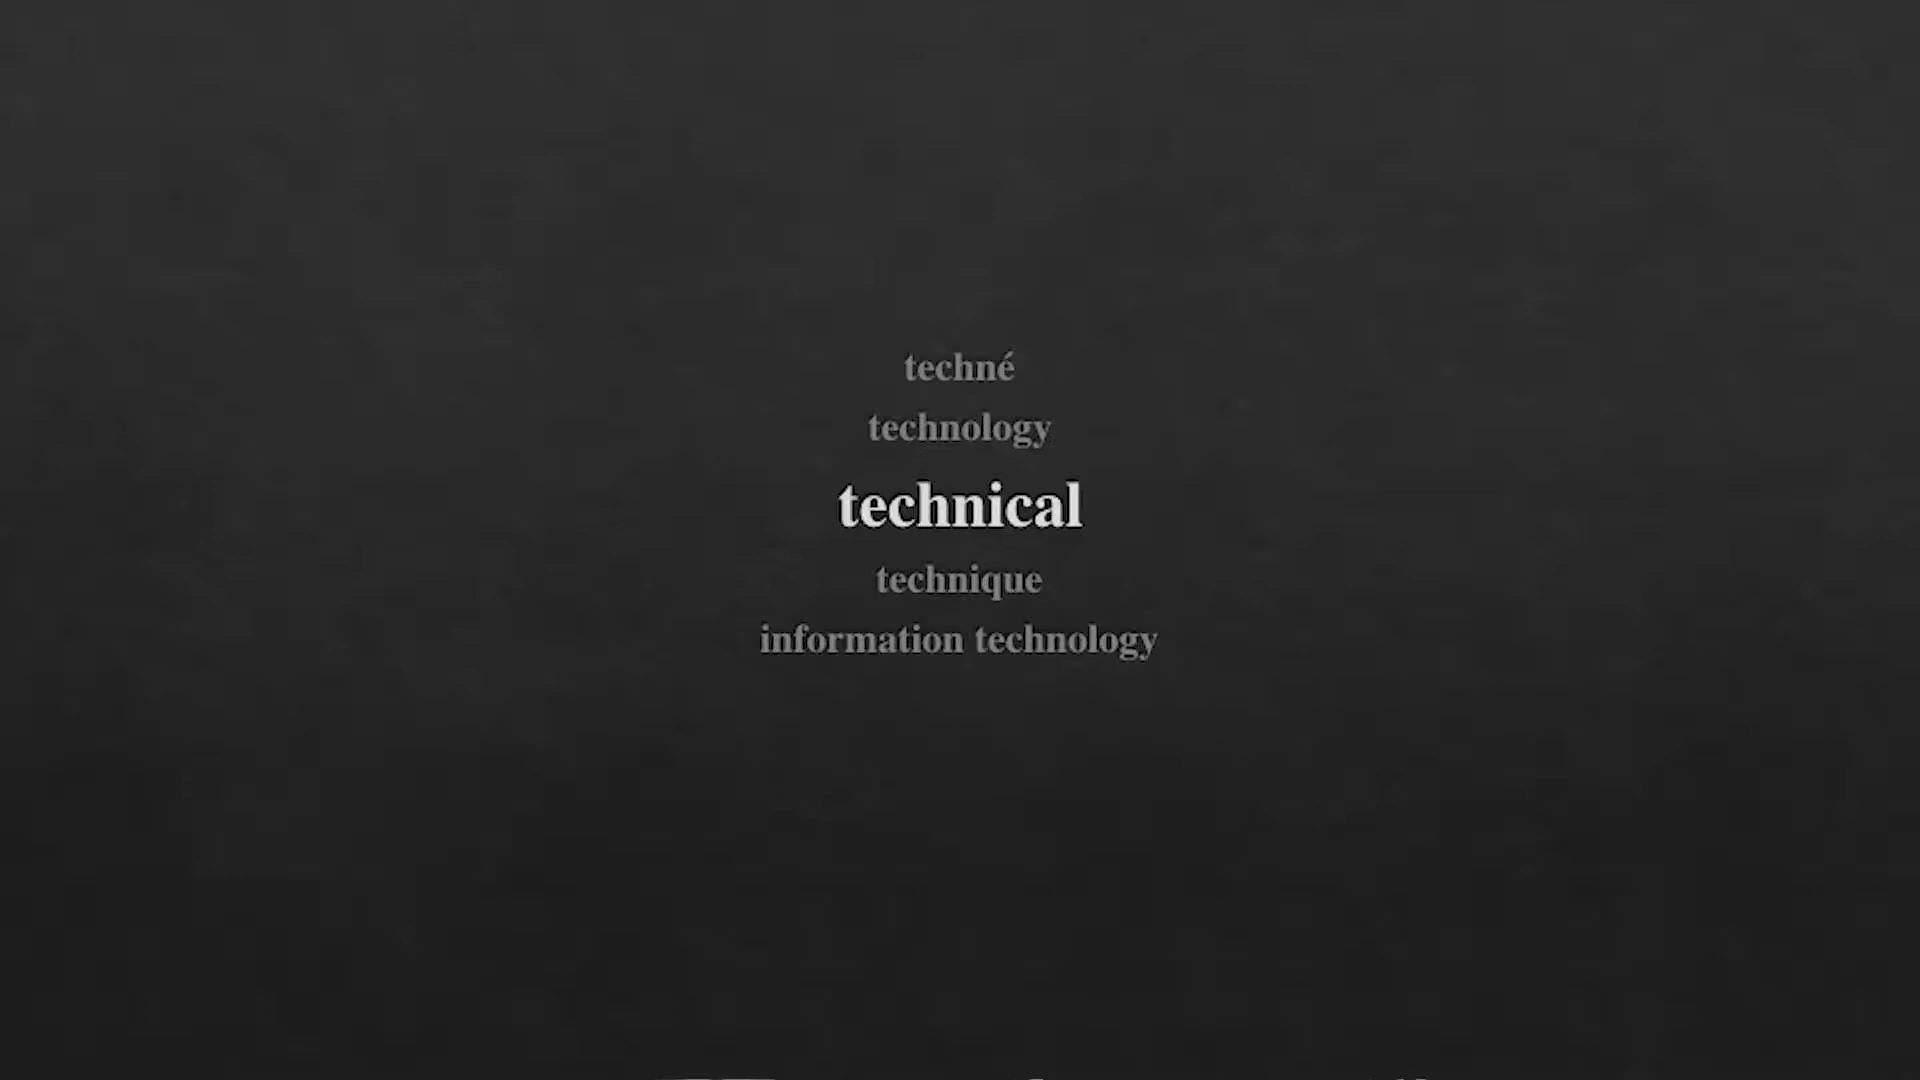 techné
technology
technical
technique
information technology